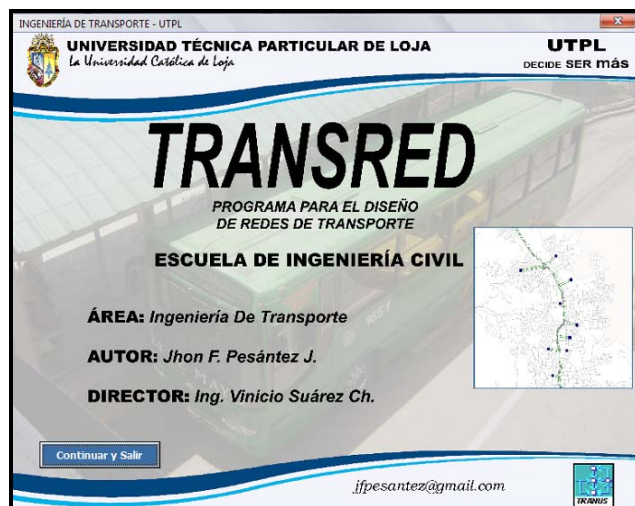 INGENIERÍA DE TRANSPORTE - UTPL
UNIVERSIDAD TÉCNICA PARTICULAR DE LOJA
La Universidad Católica de Loja
UTPL
DECIDE SER más
TRANSRED
PROGRAMA PARA EL DISEÑO
DE REDES DE TRANSPORTE
ESCUELA DE INGENIERÍA CIVIL
ÁREA: Ingeniería De Transporte
AUTOR: Jhon F. Pesántez J.
DIRECTOR: Ing. Vinicio Suárez Ch.
Continuar y Salir
jfpesantez@gmail.com
TRANUS